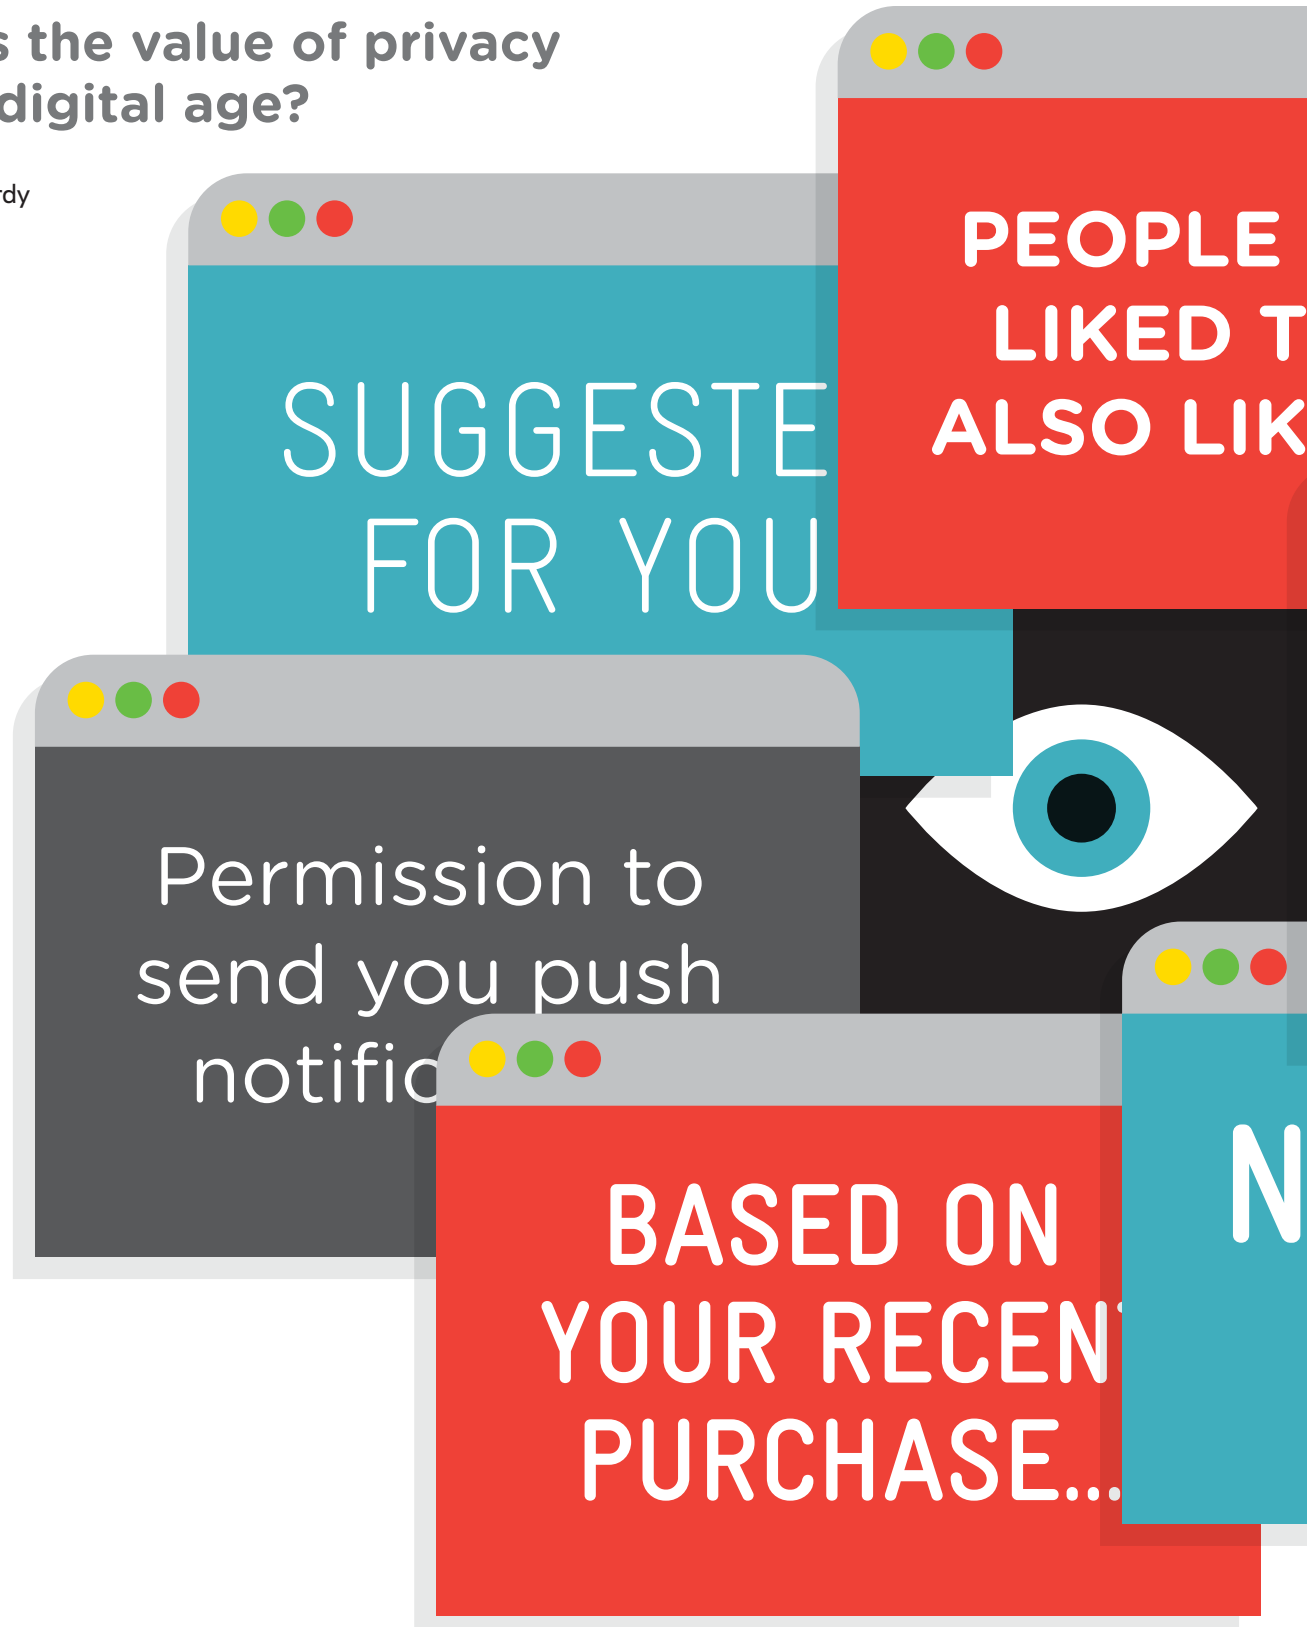 s the value of privacy
digital age?
rdy
PEOPLE
LIKED T
ALSO LIK
SUGGESTE
FOR YOU
Permission to
send you push
notific
BASED ON
YOUR RECENT
PURCHASE...
N